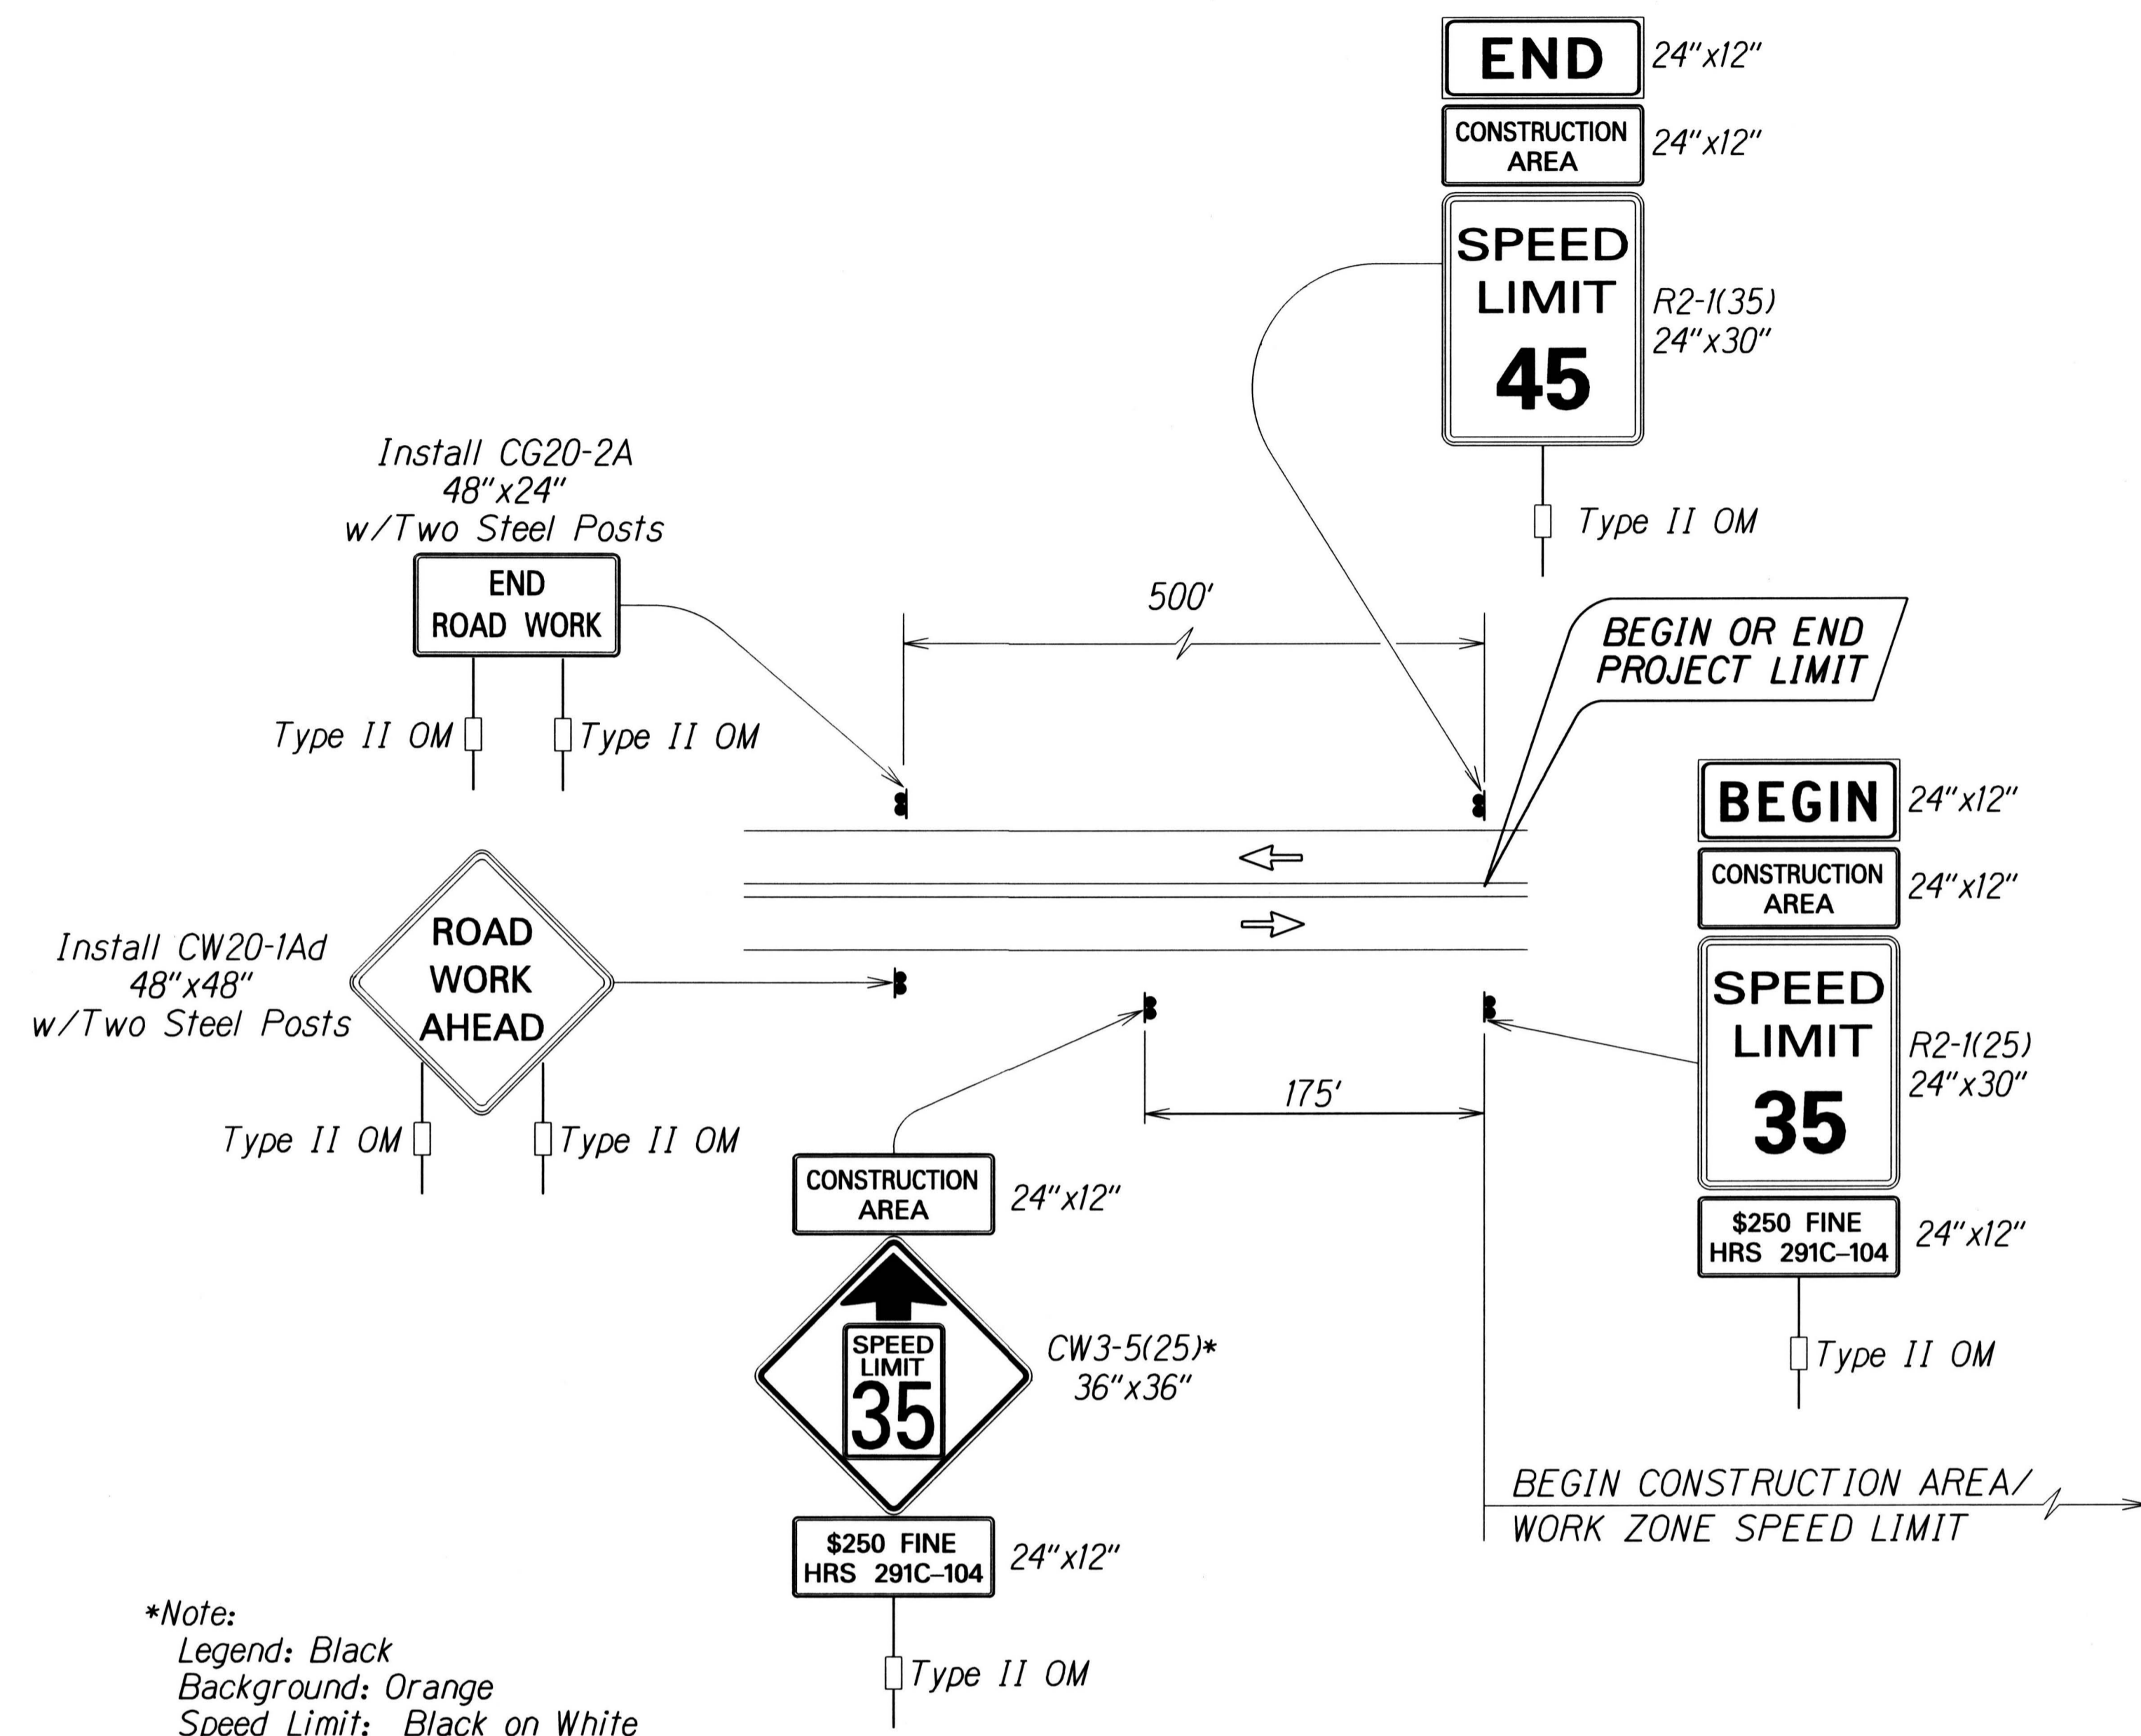 END
24"x12"
CONSTRUCTION
AREA
24"x12"
SPEED
LIMIT
45
R2-1(35)
24"x30"
Type II OM
Install CG20-2A
48"x24"
w/Two Steel Posts
END
ROAD WORK
Type II OM
Type II OM
500'
BEGIN OR END
PROJECT LIMIT
BEGIN
24"x12"
CONSTRUCTION
AREA
24"x12"
SPEED
LIMIT
35
R2-1(25)
24"x30"
$250 FINE
HRS 291C–104
24"x12"
Type II OM
Install CW20-1Ad
48"x48"
w/Two Steel Posts
ROAD
WORK
AHEAD
Type II OM
Type II OM
175'
CONSTRUCTION
AREA
24"x12"
SPEED
LIMIT
35
CW3-5(25)*
36"x36"
$250 FINE
HRS 291C–104
24"x12"
Type II OM
BEGIN CONSTRUCTION AREA/
WORK ZONE SPEED LIMIT
*Note:
Legend: Black
Background: Orange
Speed Limit: Black on White